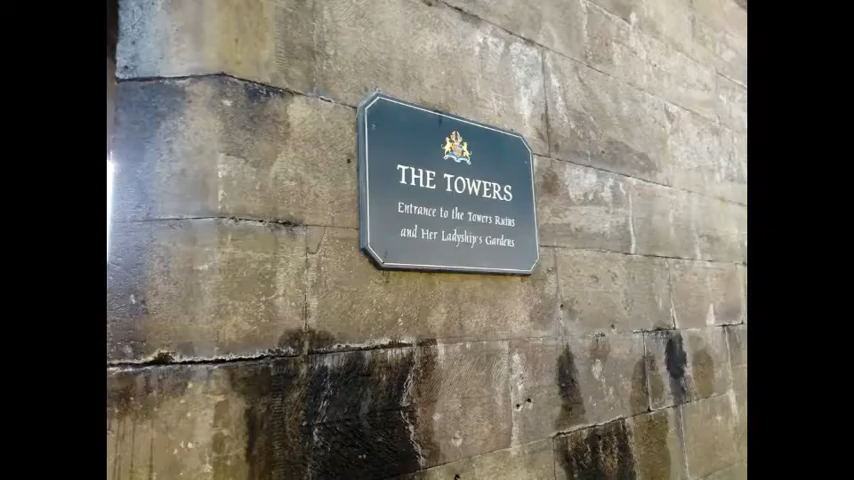 THE TOWERS
Entrance to the Towers Ruins
and Her Ladyship's Gardens